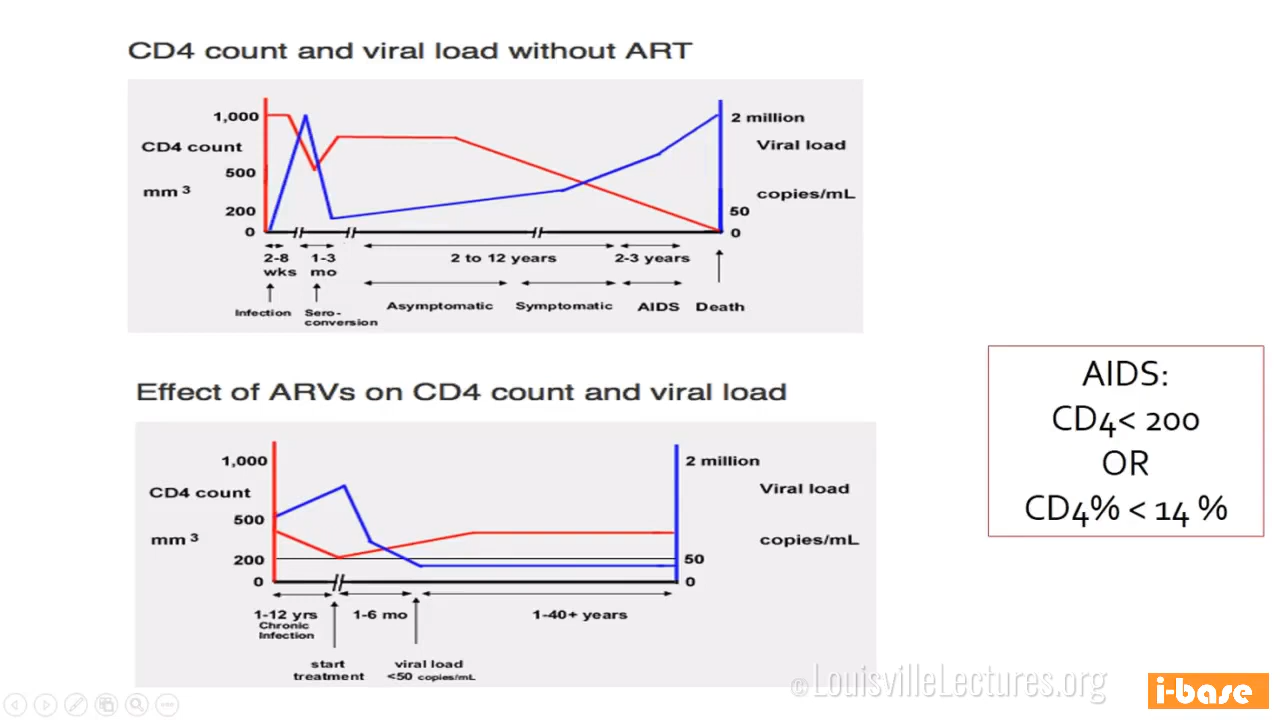 CD4 count and viral load without ART
1,000
CD4 count
500
mm 3
200
0
2 million
Viral load
copies/mL
50
0
2-8 wks
1-3 mo
2 to 12 years
2-3 years
Infection
Sero-conversion
Asymptomatic
Symptomatic
AIDS
Death
Effect of ARVs on CD4 count and viral load
1,000
CD4 count
500
mm 3
200
0
2 million
Viral load
copies/mL
50
0
1-12 yrs
Chronic
Infection
1-6 mo
1-40+ years
start
treatment
viral load
<50 copies/mL
AIDS:
CD4< 200
OR
CD4% < 14 %
©LouisvilleLectures.org
i-base